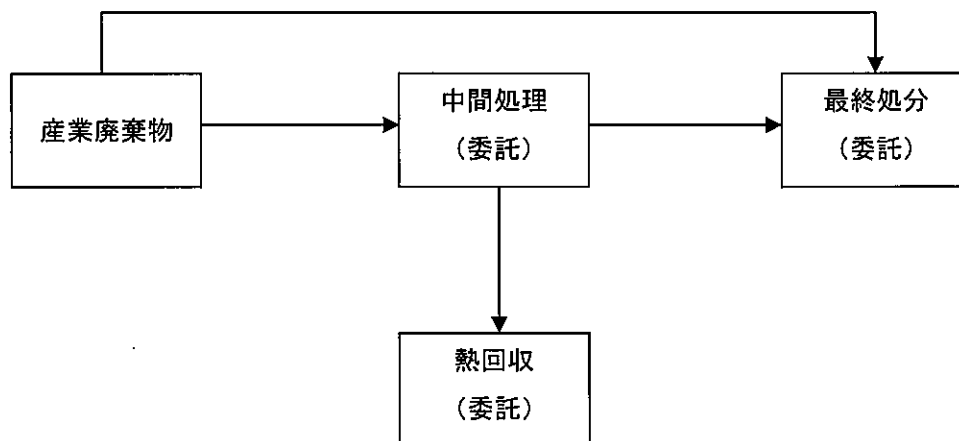 産業廃棄物
中間処理
（委託）
最終処分
（委託）
熱回収
（委託）